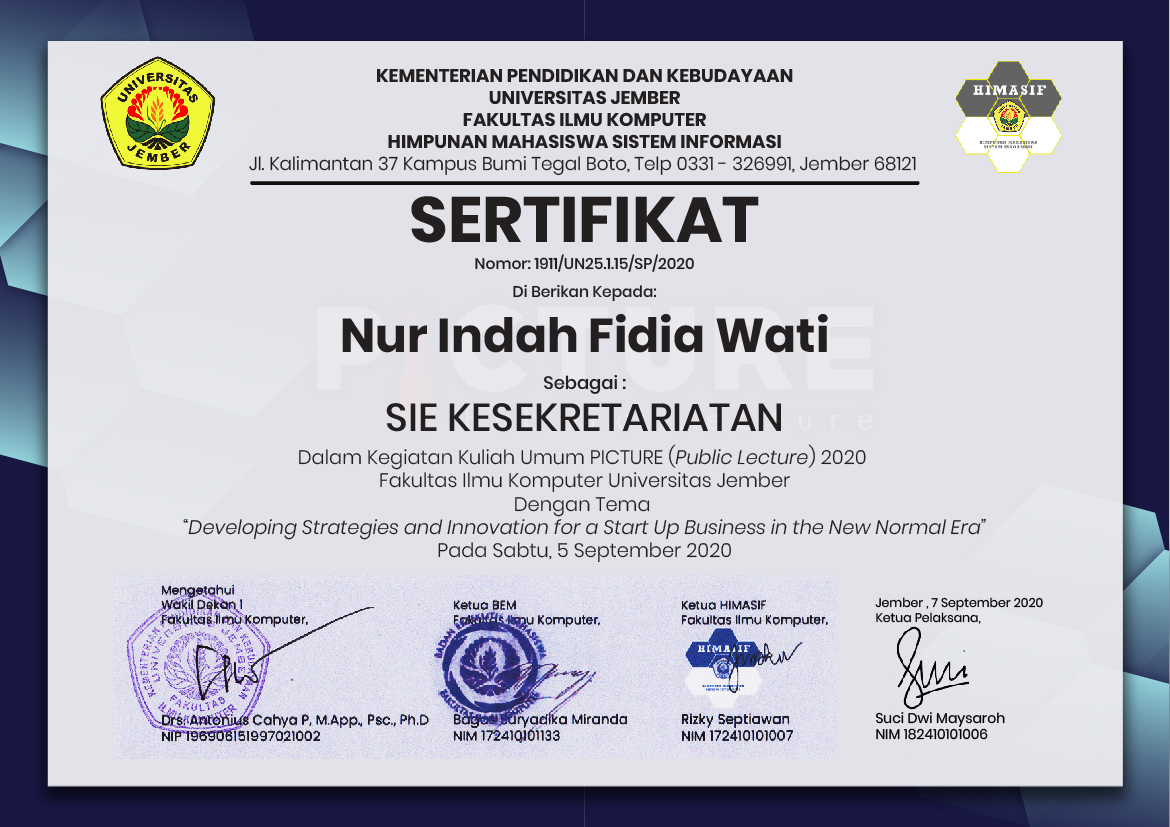 UNIVERSITAS
JEMBER
KEMENTERIAN PENDIDIKAN DAN KEBUDAYAAN
UNIVERSITAS JEMBER
FAKULTAS ILMU KOMPUTER
HIMPUNAN MAHASISWA SISTEM INFORMASI
Jl. Kalimantan 37 Kampus Bumi Tegal Boto, Telp 0331 - 326991, Jember 68121
HIMASIF
SERTIFIKAT
Nomor: 1911/UN25.1.15/SP/2020
Di Berikan Kepada:
PICTURE
Nur Indah Fidia Wati
Sebagai :
SIE KESEKRETARIATAN
Dalam Kegiatan Kuliah Umum PICTURE (Public Lecture) 2020
Fakultas Ilmu Komputer Universitas Jember
Dengan Tema
“Developing Strategies and Innovation for a Start Up Business in the New Normal Era”
Pada Sabtu, 5 September 2020
Mengetahui
Wakil Dekan 1
Fakultas Ilmu Komputer,
Drs. Antonius Cahya P, M.App., Psc., Ph.D
NIP 196906151997021002
Ketua BEM
Fakultas Ilmu Komputer,
Bagas Suryadika Miranda
NIM 172410101133
Ketua HIMASIF
Fakultas Ilmu Komputer,
HIMASIF
Rizky Septiawan
NIM 172410101007
Jember , 7 September 2020
Ketua Pelaksana,
Suci Dwi Maysaroh
NIM 182410101006